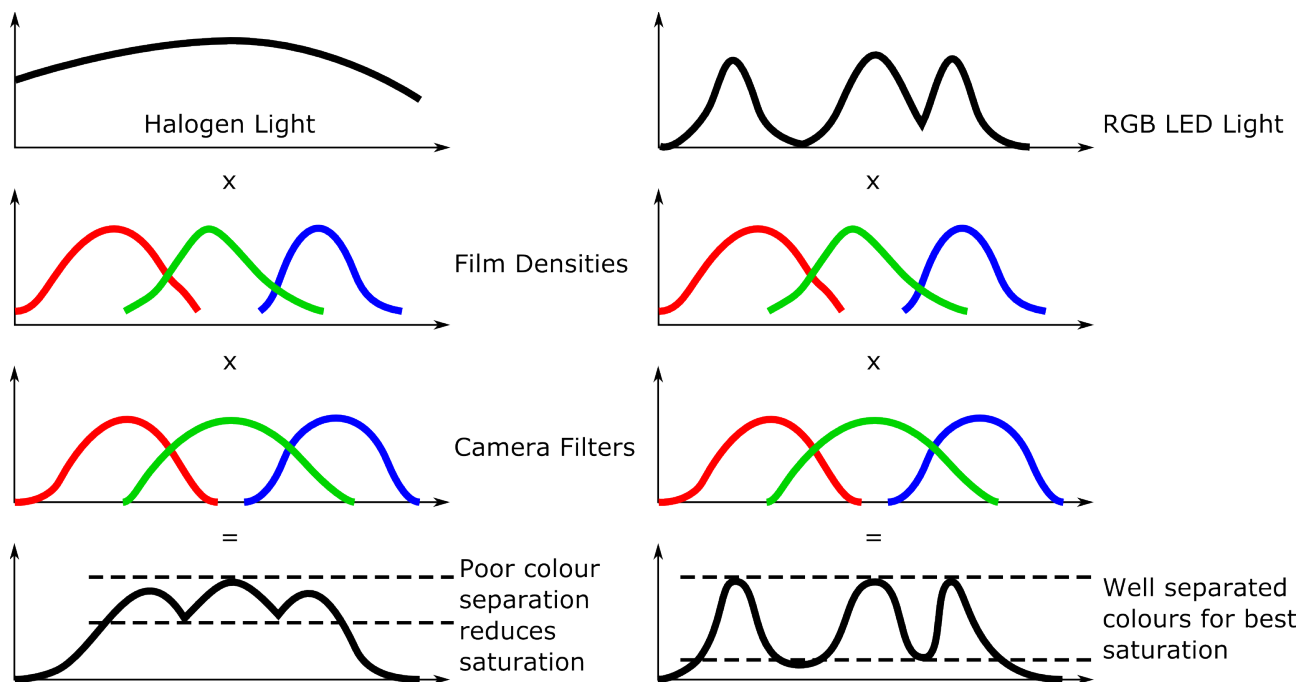 Halogen Light
RGB LED Light
x
x
Film Densities
x
x
Camera Filters
=
=
Poor colour
separation
reduces
saturation
Well separated
colours for best
saturation